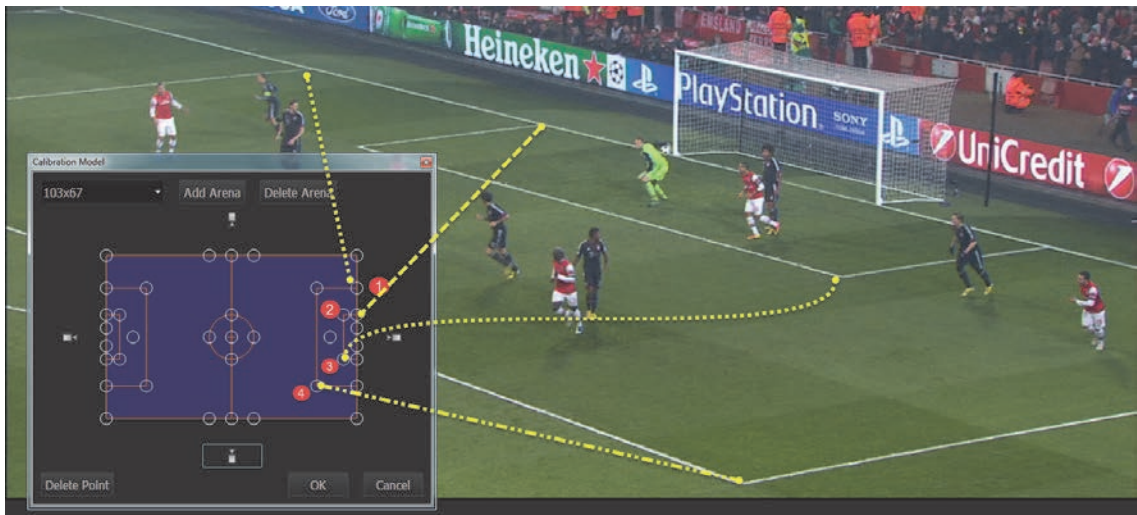 Ford
Heineken
PlayStation
SONY
UniCredit
Calibration Model
103x67
Add Arena
Delete Arena
1
2
3
4
Delete Point
OK
Cancel